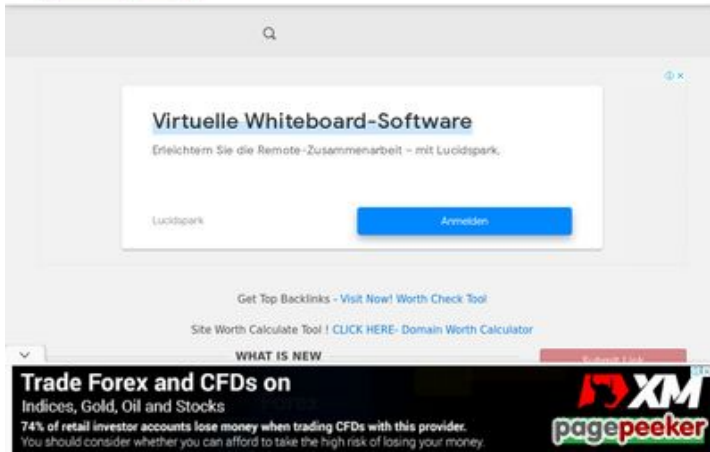 Virtuelle Whiteboard-Software
Erleichtern Sie die Remote-Zusammenarbeit – mit Lucidspark.
Lucidspark
Anmelden
Get Top Backlinks - Visit Now! Worth Check Tool
Site Worth Calculate Tool ! CLICK HERE- Domain Worth Calculator
WHAT IS NEW
Submit Link
Trade Forex and CFDs on
Indices, Gold, Oil and Stocks
XM
74% of retail investor accounts lose money when trading CFDs with this provider.
You should consider whether you can afford to take the high risk of losing your money.
pagepeeker